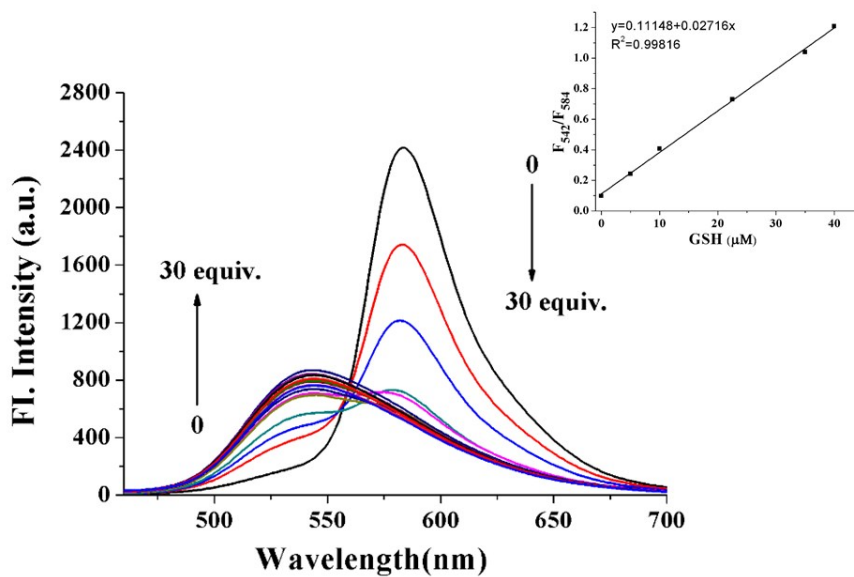 y=0.11148+0.02716x
R²=0.99816
1.2
1.0
0.8
0.6
0.4
0.2
0.0
F₅₄₂/F₅₈₄
0 10 20 30 40
GSH (μM)
2800
2400
2000
1600
1200
800
400
0
FI. Intensity (a.u.)
30 equiv.
0
0
30 equiv.
500 550 600 650 700
Wavelength(nm)